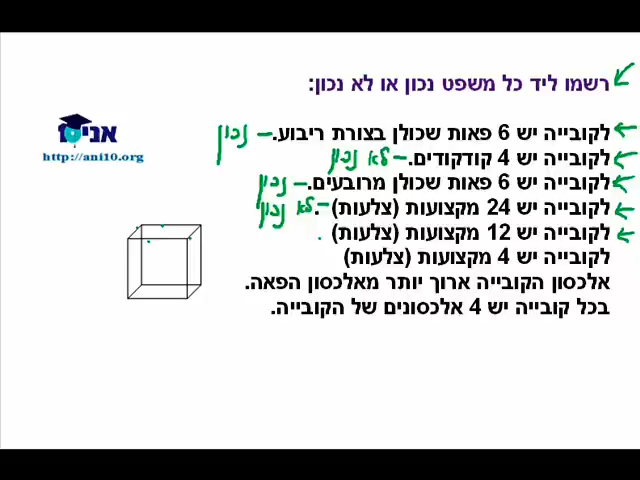 רשמו ליד כל משפט נכון או לא נכון:
אני10
http://ani10.org
לקובייה יש 6 פאות שכולן בצורת ריבוע. – נכון
לקובייה יש 4 קודקודים. – לא נכון
לקובייה יש 6 פאות שכולן מרובעים. – נכון
לקובייה יש 24 מקצועות (צלעות). – לא נכון
לקובייה יש 12 מקצועות (צלעות)
לקובייה יש 4 מקצועות (צלעות)
אלכסון הקובייה ארוך יותר מאלכסון הפאה.
בכל קובייה יש 4 אלכסונים של הקובייה.